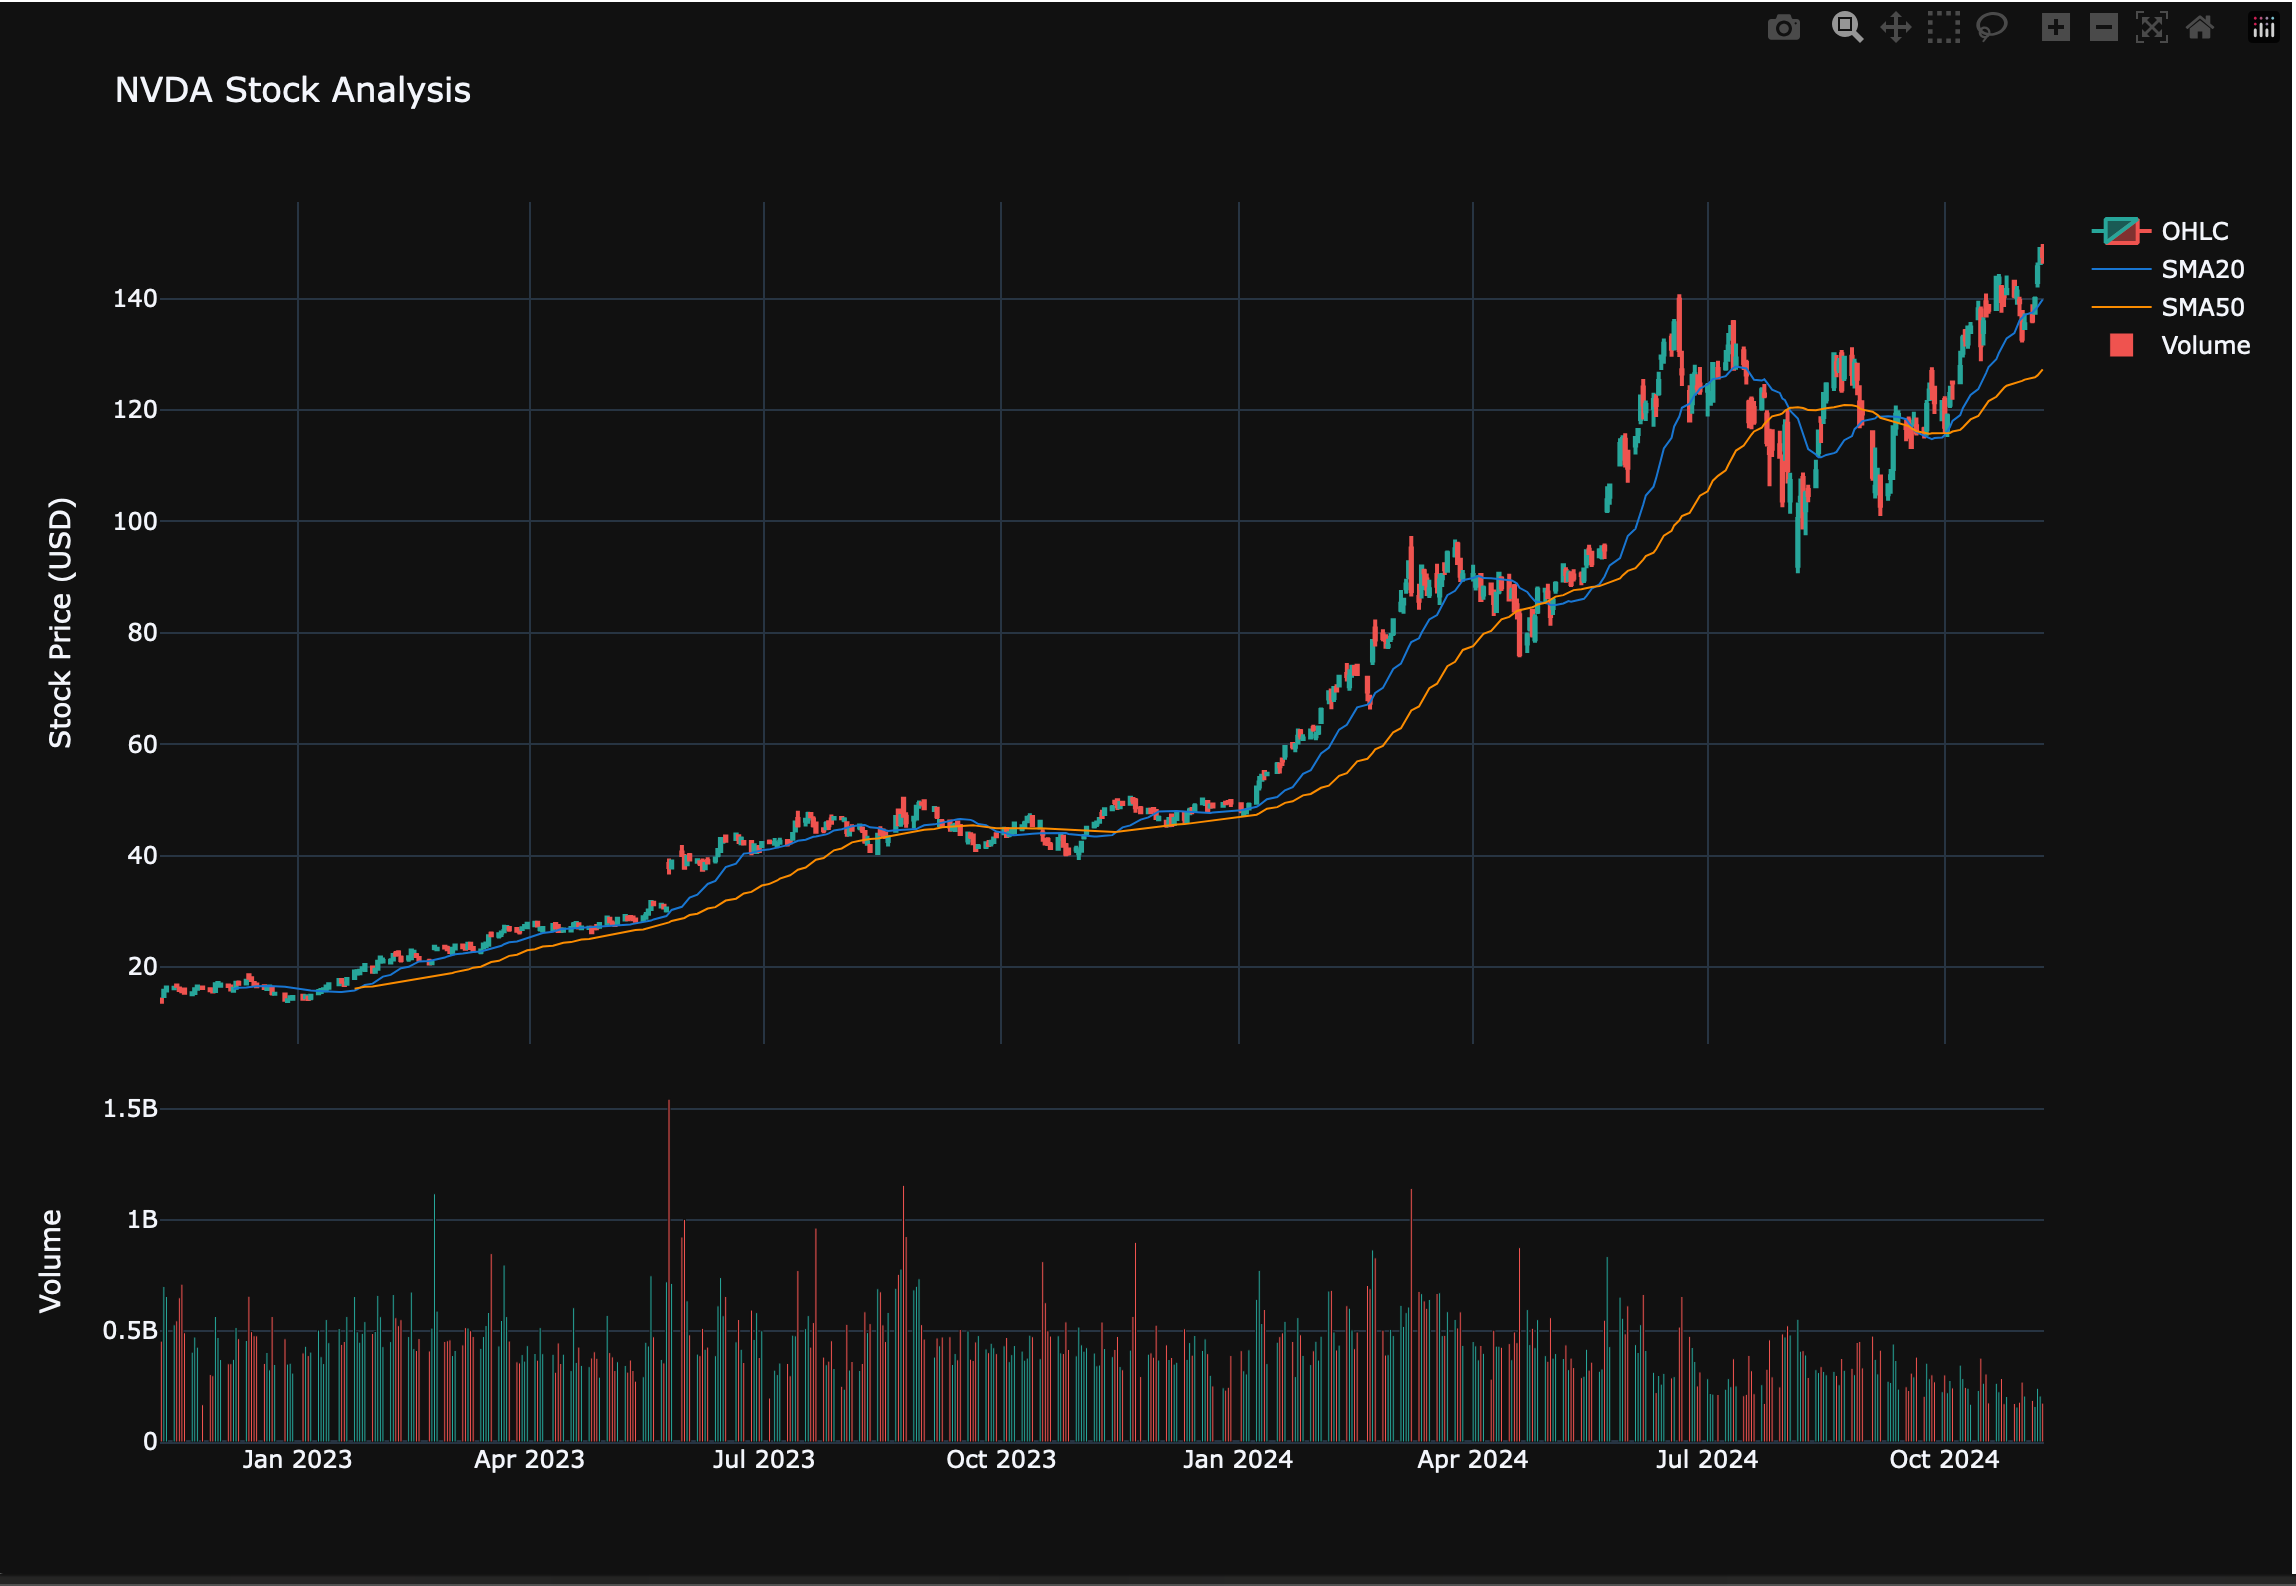 NVDA Stock Analysis
OHLC
SMA20
SMA50
Volume
Stock Price (USD)
140
120
100
80
60
40
20
Volume
1.5B
1B
0.5B
0
Jan 2023
Apr 2023
Jul 2023
Oct 2023
Jan 2024
Apr 2024
Jul 2024
Oct 2024